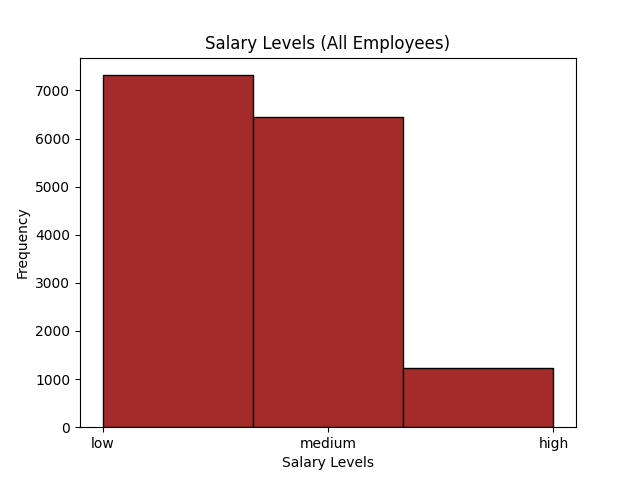 Salary Levels (All Employees)
7000
6000
5000
4000
3000
2000
1000
0
Frequency
low medium high
Salary Levels